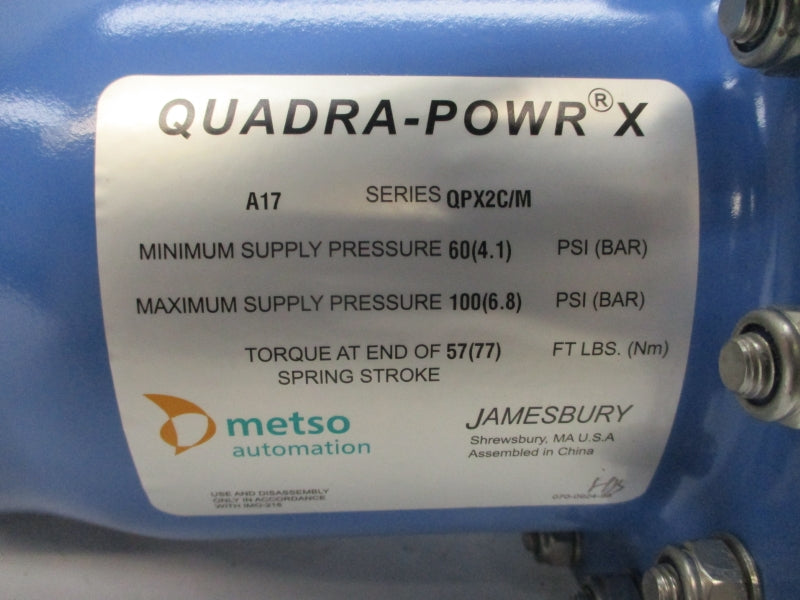 QUADRA-POWR® X
A17 SERIES QPX2C/M
MINIMUM SUPPLY PRESSURE 60(4.1) PSI (BAR)
MAXIMUM SUPPLY PRESSURE 100(6.8) PSI (BAR)
TORQUE AT END OF 57(77) FT LBS. (Nm)
SPRING STROKE
metso
automation
JAMESBURY
Shrewsbury, MA U.S.A
Assembled in China
USE AND DISASSEMBLY
ONLY IN ACCORDANCE
WITH IMO-216